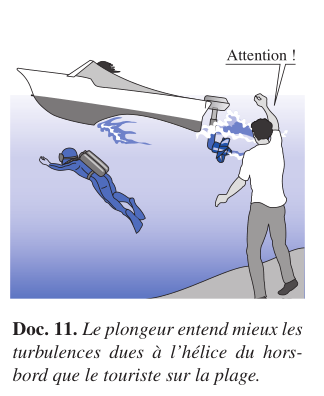 Attention !
Doc. 11. Le plongeur entend mieux les
turbulences dues à l'hélice du hors-
bord que le touriste sur la plage.